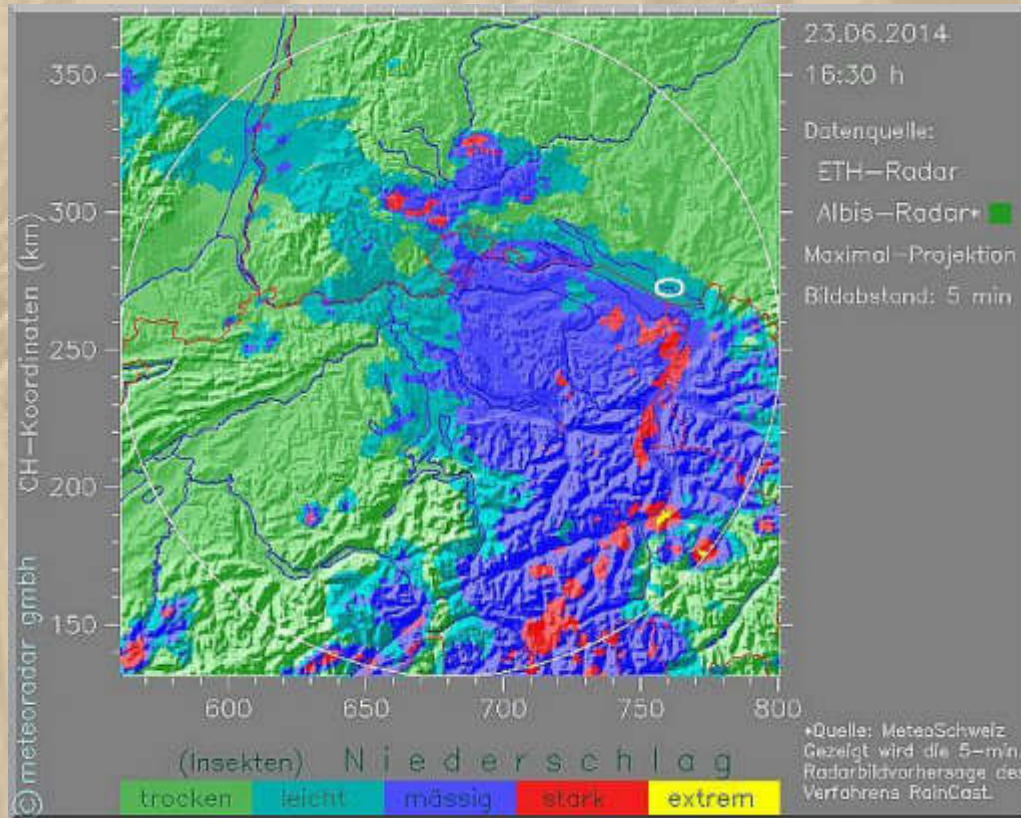 23.06.2014
16:30 h
Datenquelle:
ETH-Radar
Albis-Radar*
Maximal-Projektion
Bildabstand: 5 min
350
300
250
200
150
CH-Koordinaten (km)
© meteoradar gmbh
600 650 700 750 800
(Insekten) Niederschlag
trocken leicht mässig stark extrem
*Quelle: MeteoSchweiz
Gezeigt wird die 5-min.
Radarbildvorhersage des
Verfahrens RainCast.